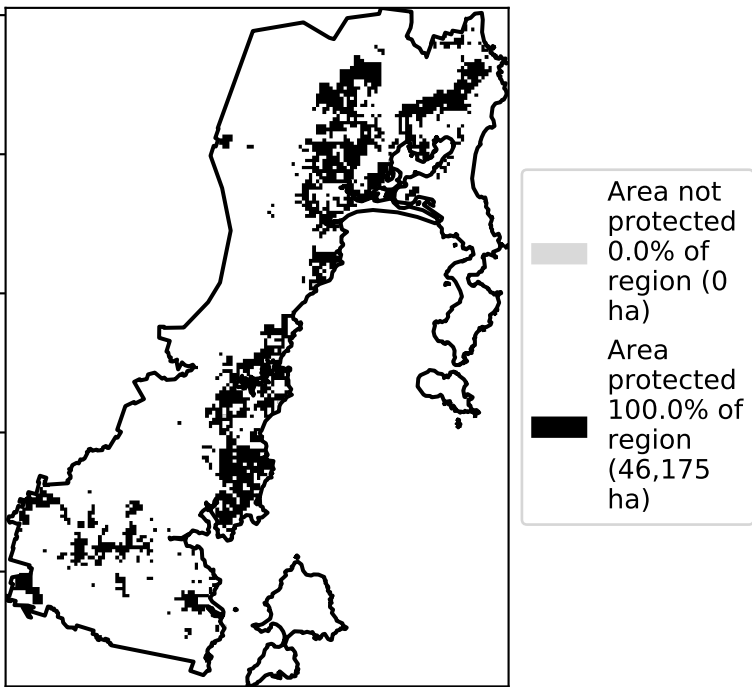 Area not
protected
0.0% of
region (0
ha)
Area
protected
100.0% of
region
(46,175
ha)